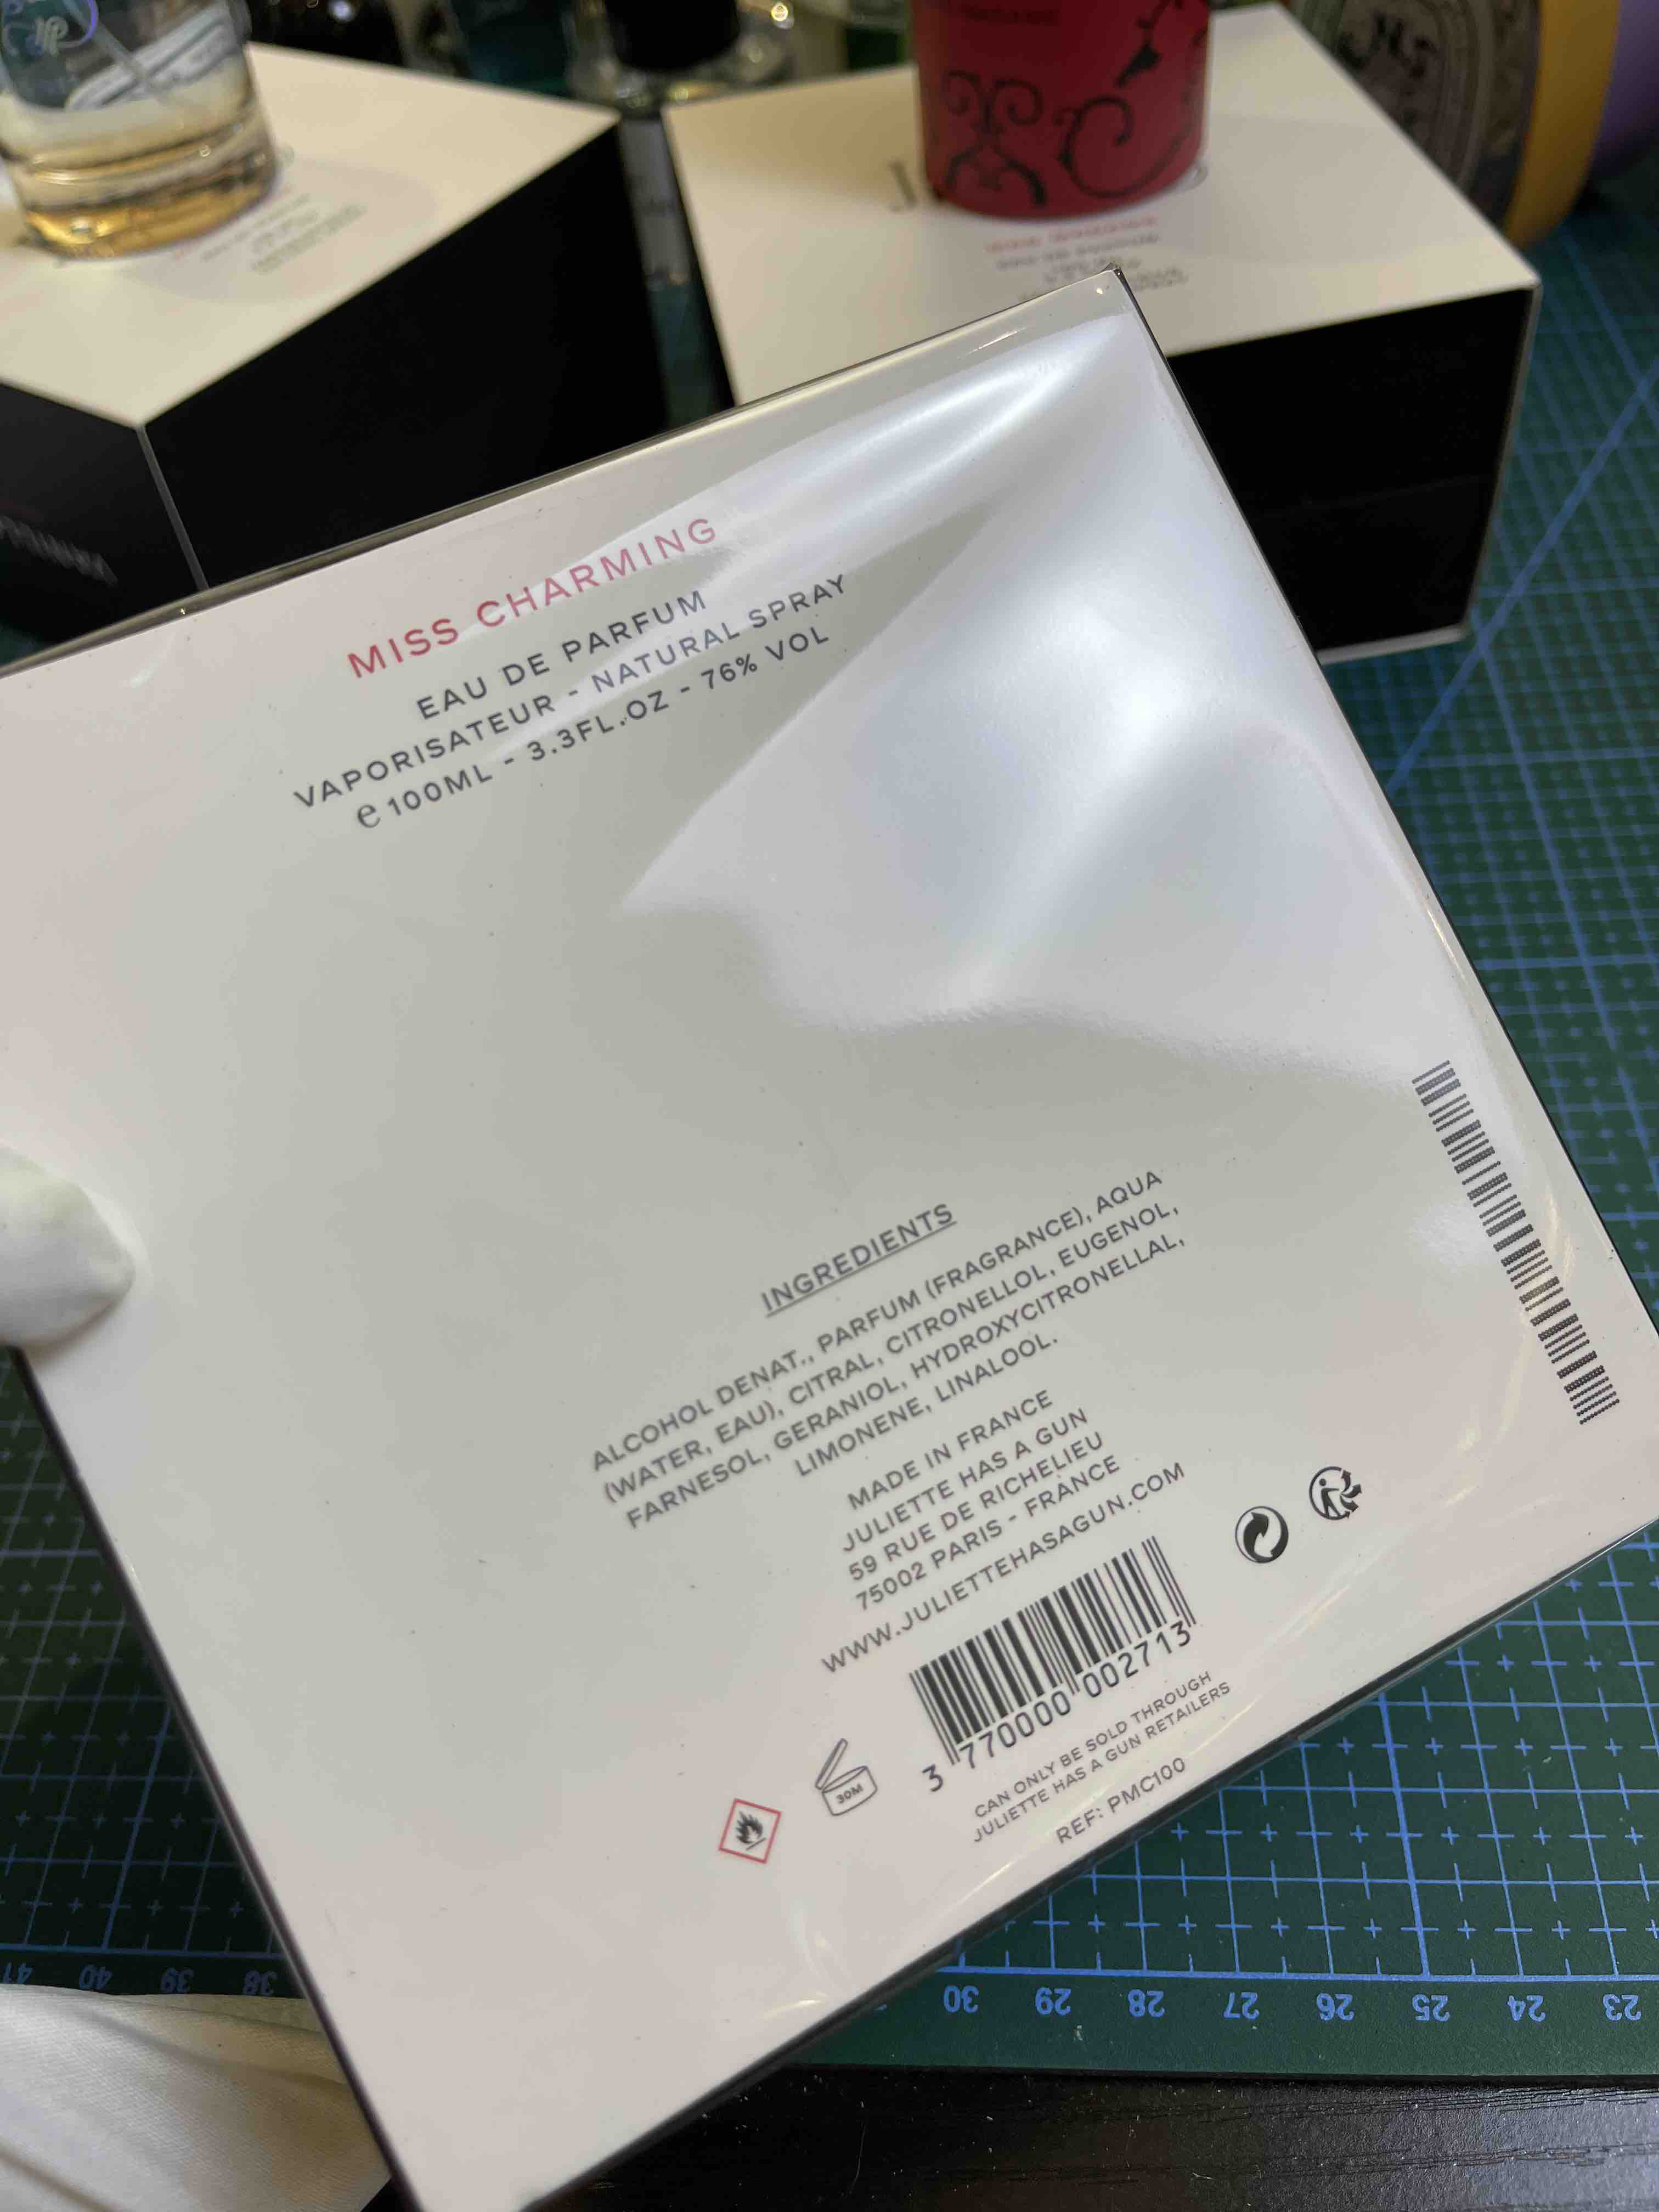 MISS CHARMING
EAU DE PARFUM
VAPORISATEUR - NATURAL SPRAY
e 100ML - 3.3FL.OZ - 76% VOL
INGREDIENTS
ALCOHOL DENAT., PARFUM (FRAGRANCE), AQUA
(WATER, EAU), CITRAL, CITRONELLOL, EUGENOL,
FARNESOL, GERANIOL, HYDROXYCITRONELLAL,
LIMONENE, LINALOOL.
MADE IN FRANCE
JULIETTE HAS A GUN
59 RUE DE RICHELIEU
75002 PARIS - FRANCE
WWW.JULIETTEHASAGUN.COM
3 770000 002713
30M
CAN ONLY BE SOLD THROUGH
JULIETTE HAS A GUN RETAILERS
REF: PMC100
41 40 39 38 30 29 28 27 26 25 24 23